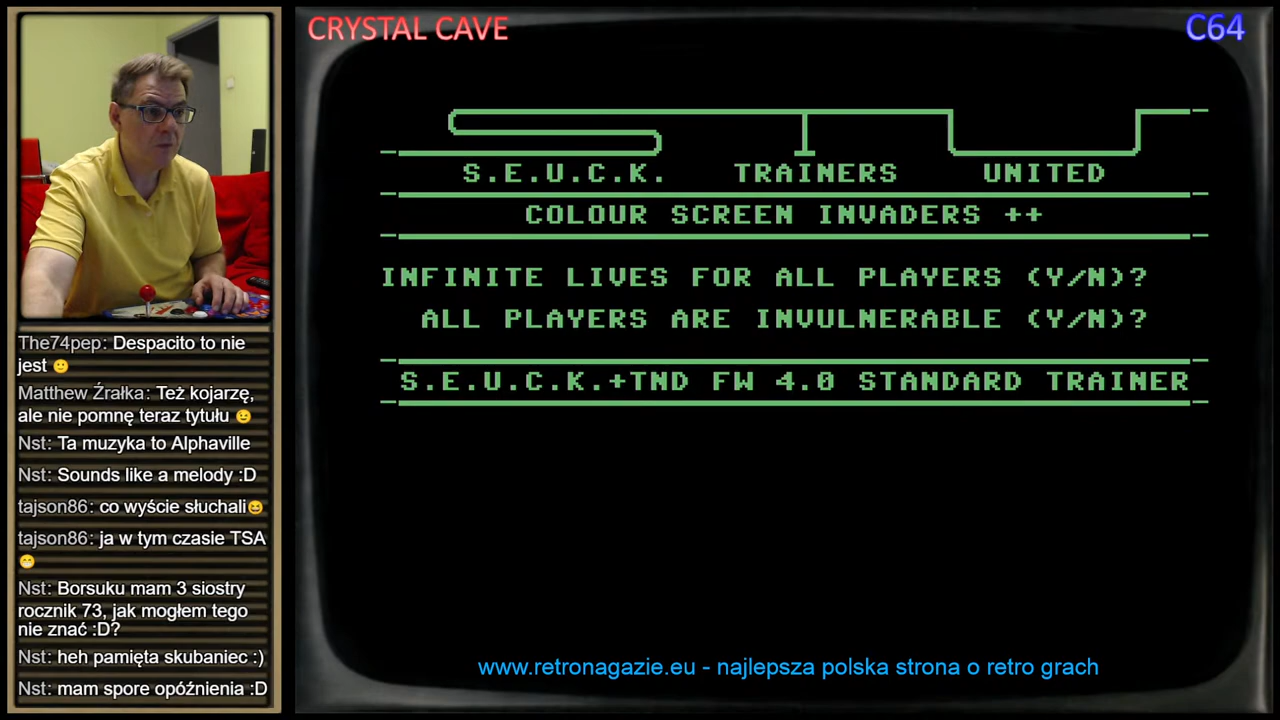 CRYSTAL CAVE
C64
S.E.U.C.K. TRAINERS UNITED
COLOUR SCREEN INVADERS ++
INFINITE LIVES FOR ALL PLAYERS (Y/N)?
ALL PLAYERS ARE INVULNERABLE (Y/N)?
S.E.U.C.K.+TND FW 4.0 STANDARD TRAINER
www.retronagazie.eu - najlepsza polska strona o retro grach
The74pep: Despacito to nie
jest 🙂
Matthew Źrałka: Też kojarzę,
ale nie pomnę teraz tytułu 😉
Nst: Ta muzyka to Alphaville
Nst: Sounds like a melody :D
tajson86: co wyście słuchali😆
tajson86: ja w tym czasie TSA
😁
Nst: Borsuku mam 3 siostry
rocznik 73, jak mogłem tego
nie znać :D?
Nst: heh pamięta skubaniec :)
Nst: mam spore opóźnienia :D